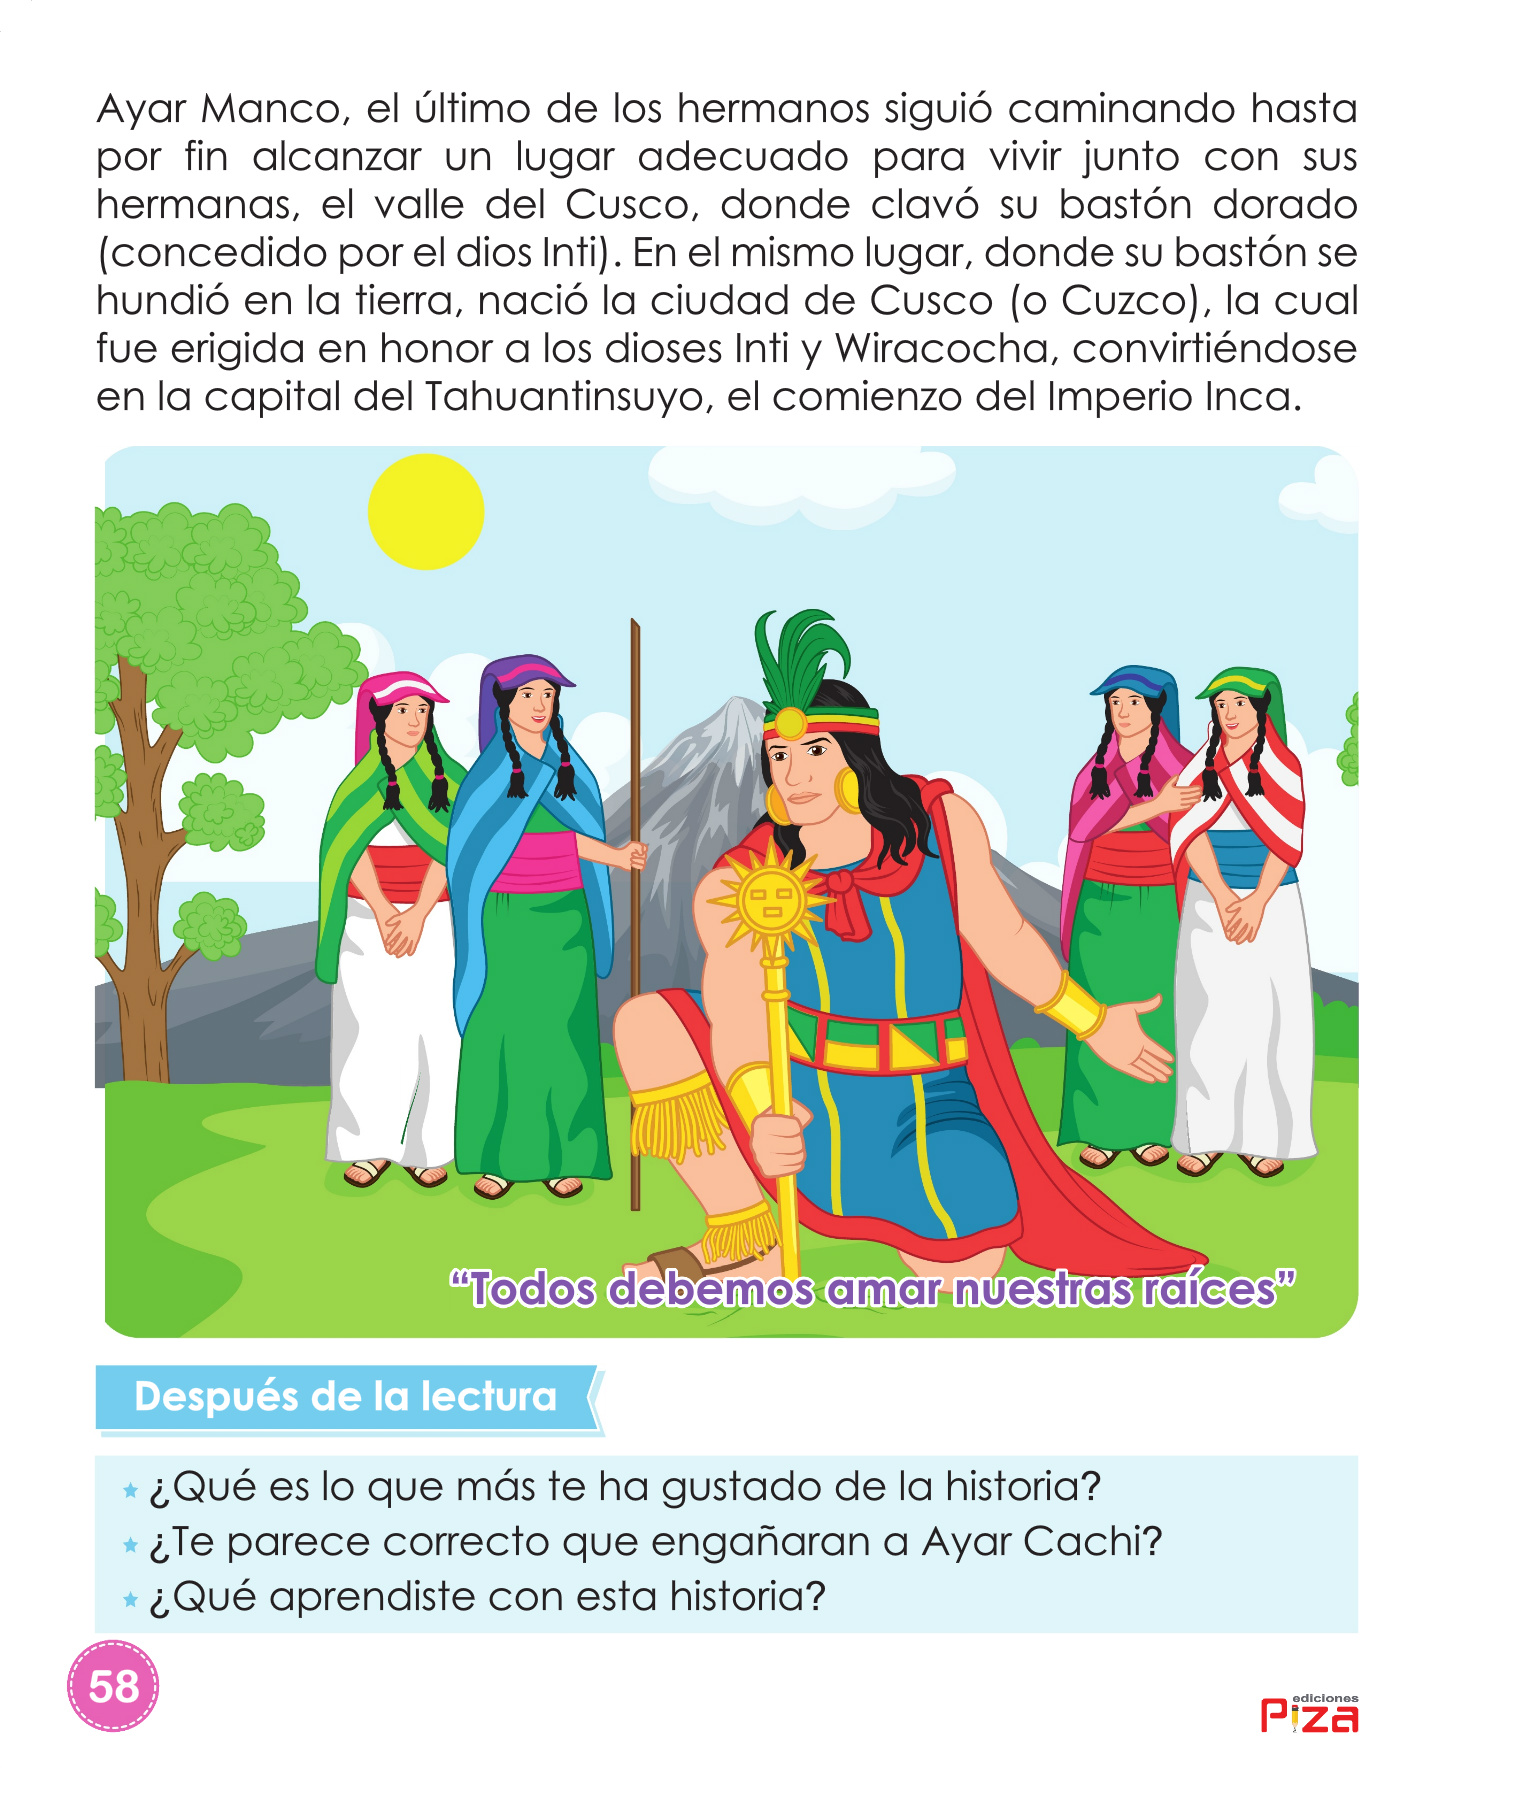 Ayar Manco, el último de los hermanos siguió caminando hasta
por fin alcanzar un lugar adecuado para vivir junto con sus
hermanas, el valle del Cusco, donde clavó su bastón dorado
(concedido por el dios Inti). En el mismo lugar, donde su bastón se
hundió en la tierra, nació la ciudad de Cusco (o Cuzco), la cual
fue erigida en honor a los dioses Inti y Wiracocha, convirtiéndose
en la capital del Tahuantinsuyo, el comienzo del Imperio Inca.
“Todos debemos amar nuestras raíces”
Después de la lectura
¿Qué es lo que más te ha gustado de la historia?
¿Te parece correcto que engañaran a Ayar Cachi?
¿Qué aprendiste con esta historia?
58
ediciones
Piza